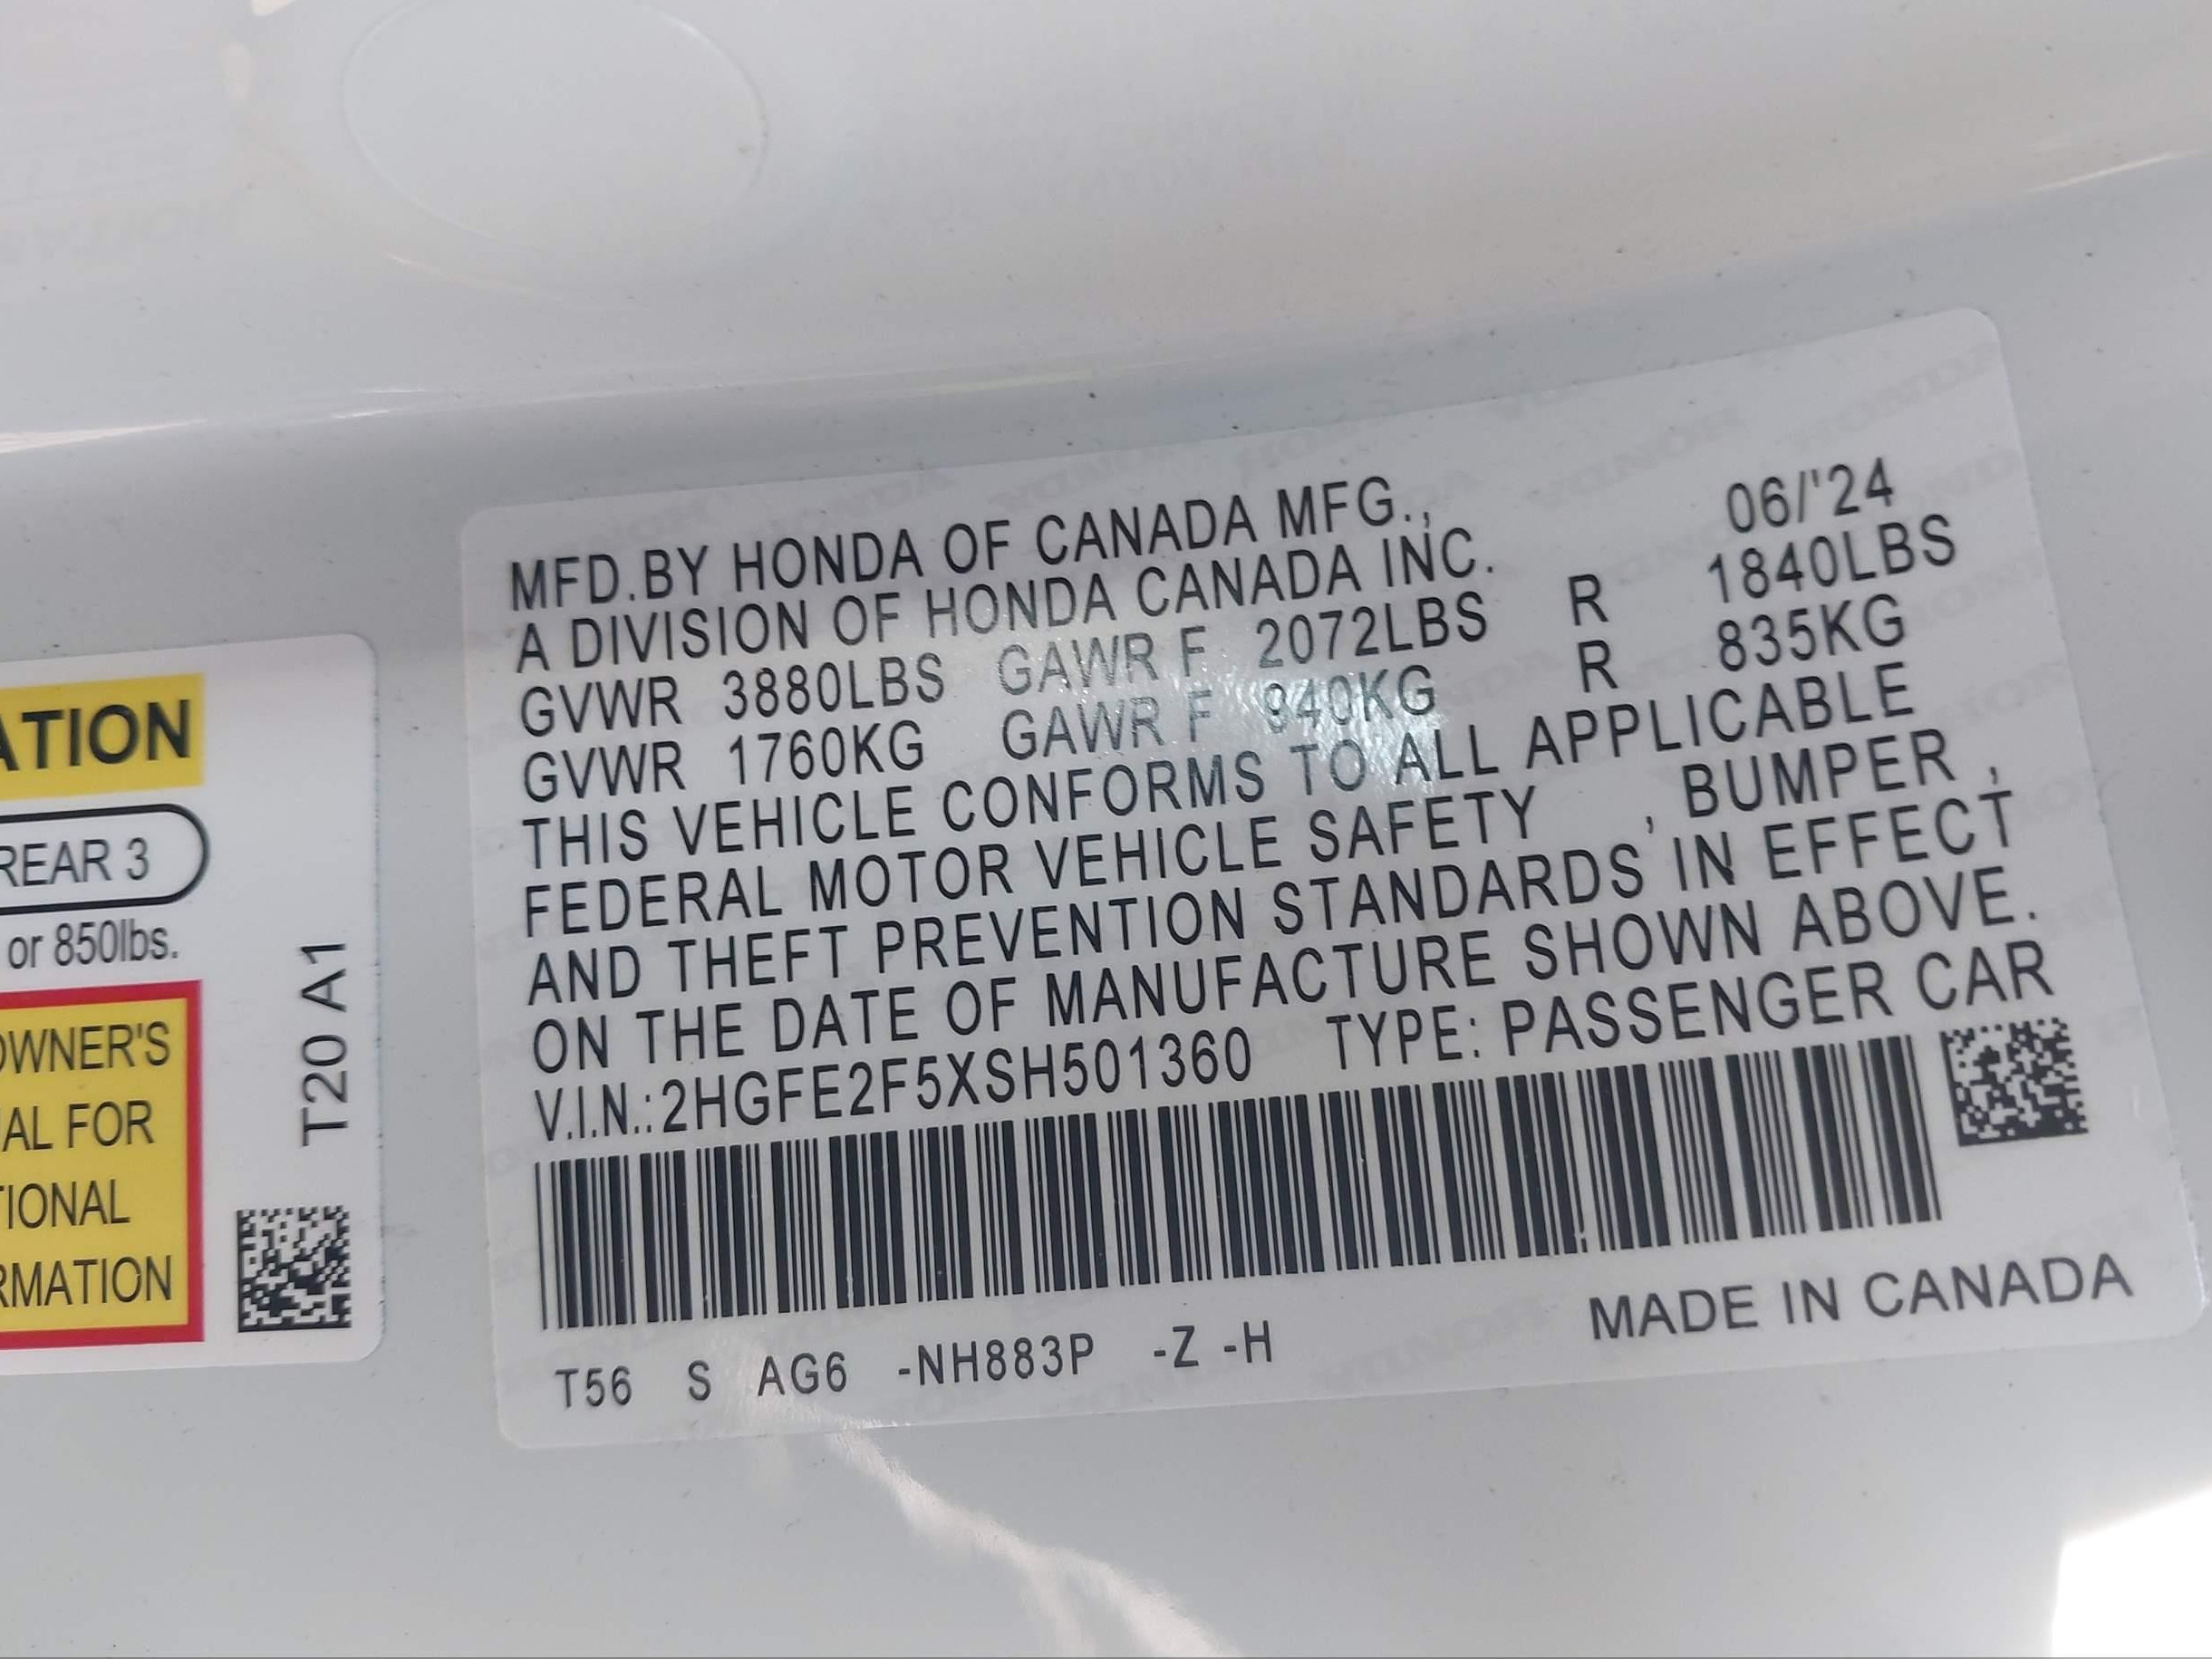 ATION
REAR 3
or 850lbs.
OWNER'S
AL FOR
TIONAL
RMATION
T20 A1
MFD.BY HONDA OF CANADA MFG.,
A DIVISION OF HONDA CANADA INC. 06/'24
GVWR 3880LBS GAWR F 2072LBS R 1840LBS
GVWR 1760KG GAWR F 940KG R 835KG
THIS VEHICLE CONFORMS TO ALL APPLICABLE
FEDERAL MOTOR VEHICLE SAFETY , BUMPER ,
AND THEFT PREVENTION STANDARDS IN EFFECT
ON THE DATE OF MANUFACTURE SHOWN ABOVE.
V.I.N.:2HGFE2F5XSH501360 TYPE: PASSENGER CAR
T56 S AG6 -NH883P -Z -H MADE IN CANADA